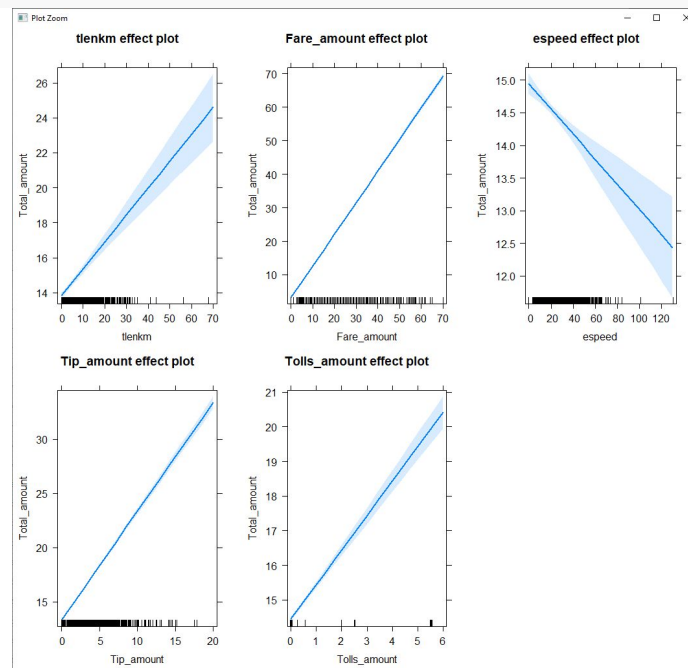 Plot Zoom
tlenkm effect plot
Total_amount
26
24
22
20
18
16
14
0 10 20 30 40 50 60 70
tlenkm
Fare_amount effect plot
Total_amount
70
60
50
40
30
20
10
0 10 20 30 40 50 60 70
Fare_amount
espeed effect plot
Total_amount
15.0
14.5
14.0
13.5
13.0
12.5
12.0
0 20 40 60 80 100 120
espeed
Tip_amount effect plot
Total_amount
30
25
20
15
0 5 10 15 20
Tip_amount
Tolls_amount effect plot
Total_amount
21
20
19
18
17
16
15
0 1 2 3 4 5 6
Tolls_amount